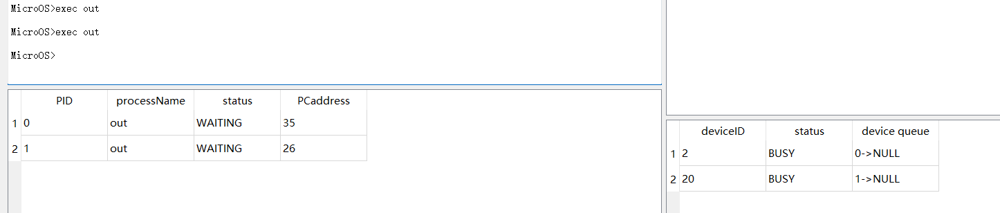 MicroOS>exec out
MicroOS>exec out
MicroOS>
PID processName status PCaddress
1 0 out WAITING 35
2 1 out WAITING 26
deviceID status device queue
1 2 BUSY 0->NULL
2 20 BUSY 1->NULL